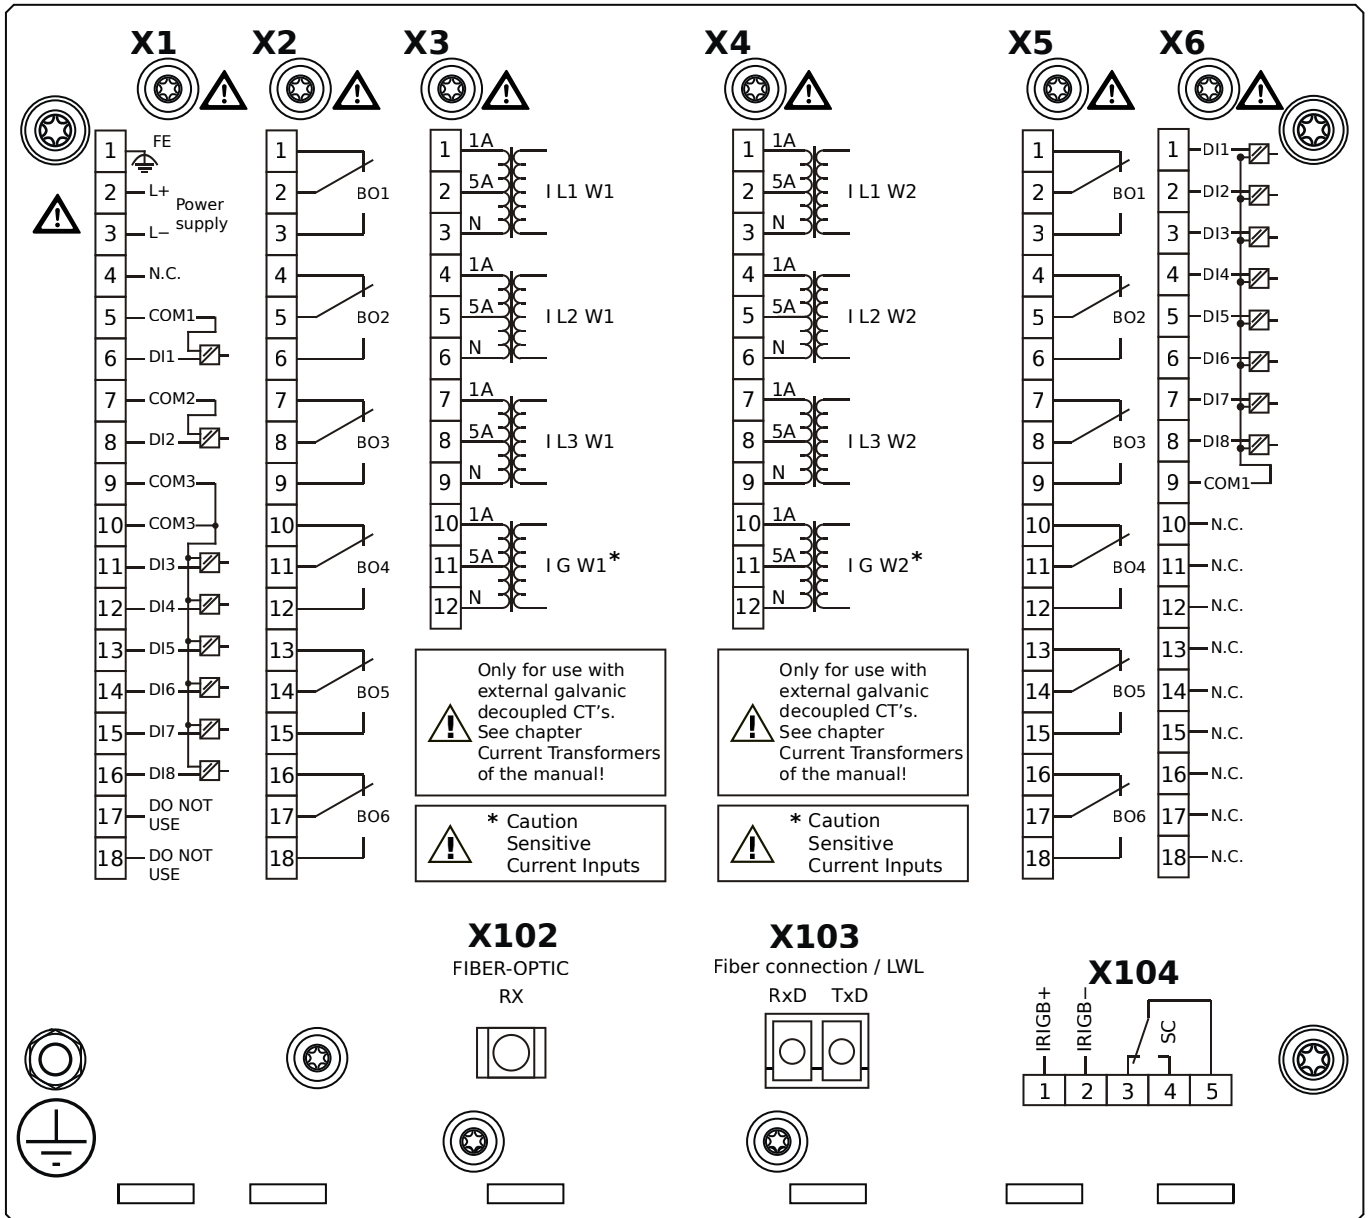 X1
X2
X3
X4
X5
X6
1 FE
2 L+
Power
supply
3 L−
4 N.C.
5 COM1
6 DI1
7 COM2
8 DI2
9 COM3
10 COM3
11 DI3
12 DI4
13 DI5
14 DI6
15 DI7
16 DI8
17 DO NOT
USE
18 DO NOT
USE
1
2 BO1
3
4
5 BO2
6
7
8 BO3
9
10
11 BO4
12
13
14 BO5
15
16
17 BO6
18
1 1A
2 5A I L1 W1
3 N
4 1A
5 5A I L2 W1
6 N
7 1A
8 5A I L3 W1
9 N
10 1A
11 5A I G W1*
12 N
Only for use with
external galvanic
decoupled CT's.
See chapter
Current Transformers
of the manual!
* Caution
Sensitive
Current Inputs
1 1A
2 5A I L1 W2
3 N
4 1A
5 5A I L2 W2
6 N
7 1A
8 5A I L3 W2
9 N
10 1A
11 5A I G W2*
12 N
Only for use with
external galvanic
decoupled CT's.
See chapter
Current Transformers
of the manual!
* Caution
Sensitive
Current Inputs
1
2 BO1
3
4
5 BO2
6
7
8 BO3
9
10
11 BO4
12
13
14 BO5
15
16
17 BO6
18
1 DI1
2 DI2
3 DI3
4 DI4
5 DI5
6 DI6
7 DI7
8 DI8
9 COM1
10 N.C.
11 N.C.
12 N.C.
13 N.C.
14 N.C.
15 N.C.
16 N.C.
17 N.C.
18 N.C.
X102
FIBER-OPTIC
RX
X103
Fiber connection / LWL
RxD TxD
X104
IRIGB+
IRIGB−
SC
1 2 3 4 5